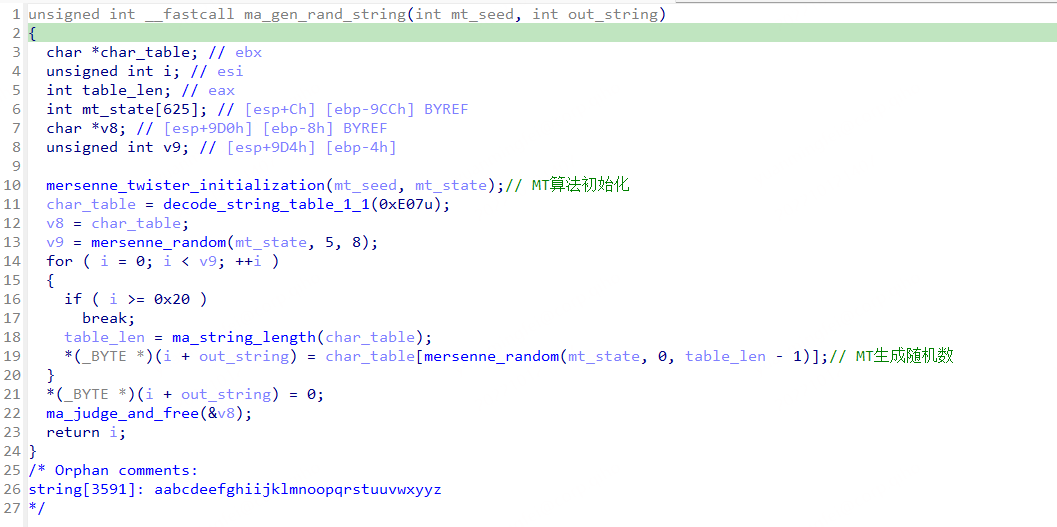 1 unsigned int __fastcall ma_gen_rand_string(int mt_seed, int out_string)
2 {
3 char *char_table; // ebx
4 unsigned int i; // esi
5 int table_len; // eax
6 int mt_state[625]; // [esp+Ch] [ebp-9CCh] BYREF
7 char *v8; // [esp+9D0h] [ebp-8h] BYREF
8 unsigned int v9; // [esp+9D4h] [ebp-4h]
9
10 mersenne_twister_initialization(mt_seed, mt_state);// MT算法初始化
11 char_table = decode_string_table_1_1(0xE07u);
12 v8 = char_table;
13 v9 = mersenne_random(mt_state, 5, 8);
14 for ( i = 0; i < v9; ++i )
15 {
16 if ( i >= 0x20 )
17 break;
18 table_len = ma_string_length(char_table);
19 *(_BYTE *)(i + out_string) = char_table[mersenne_random(mt_state, 0, table_len - 1)];// MT生成随机数
20 }
21 *(_BYTE *)(i + out_string) = 0;
22 ma_judge_and_free(&v8);
23 return i;
24 }
25 /* Orphan comments:
26 string[3591]: aabcdeefghiijklmnoopqrstuuvwxyyz
27 */